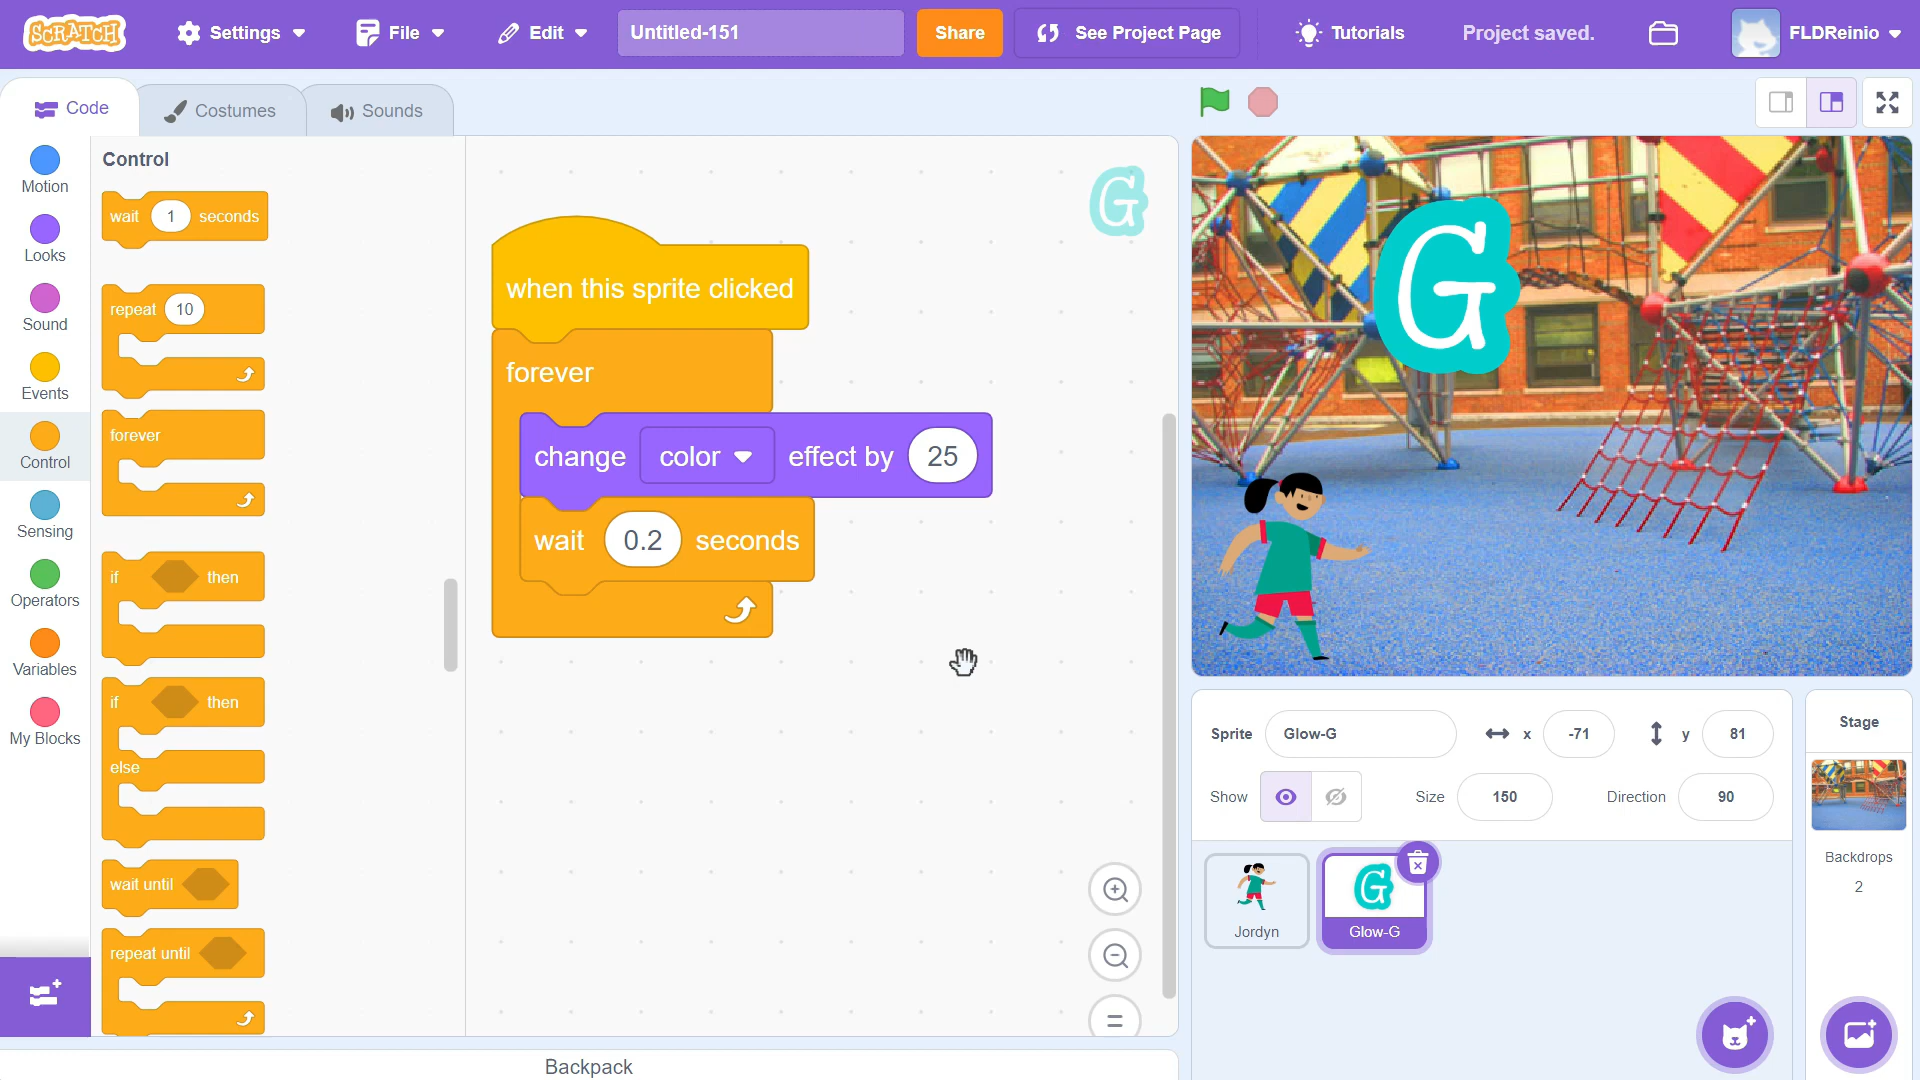 SCRATCH
Settings
File
Edit
Untitled-151
Share
See Project Page
Tutorials
Project saved.
FLDReinio
Code
Costumes
Sounds
Motion
Looks
Sound
Events
Control
Sensing
Operators
Variables
My Blocks
Control
wait 1 seconds
repeat 10
forever
if then
if then
else
wait until
repeat until
when this sprite clicked
forever
change color effect by 25
wait 0.2 seconds
G
G
Sprite Glow-G x -71 y 81
Show Size 150 Direction 90
Jordyn
G
Glow-G
Stage
Backdrops
2
Backpack